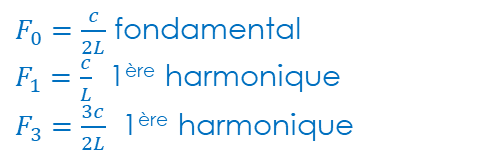 F₀ = c/2L fondamental
F₁ = c/L 1ère harmonique
F₃ = 3c/2L 1ère harmonique